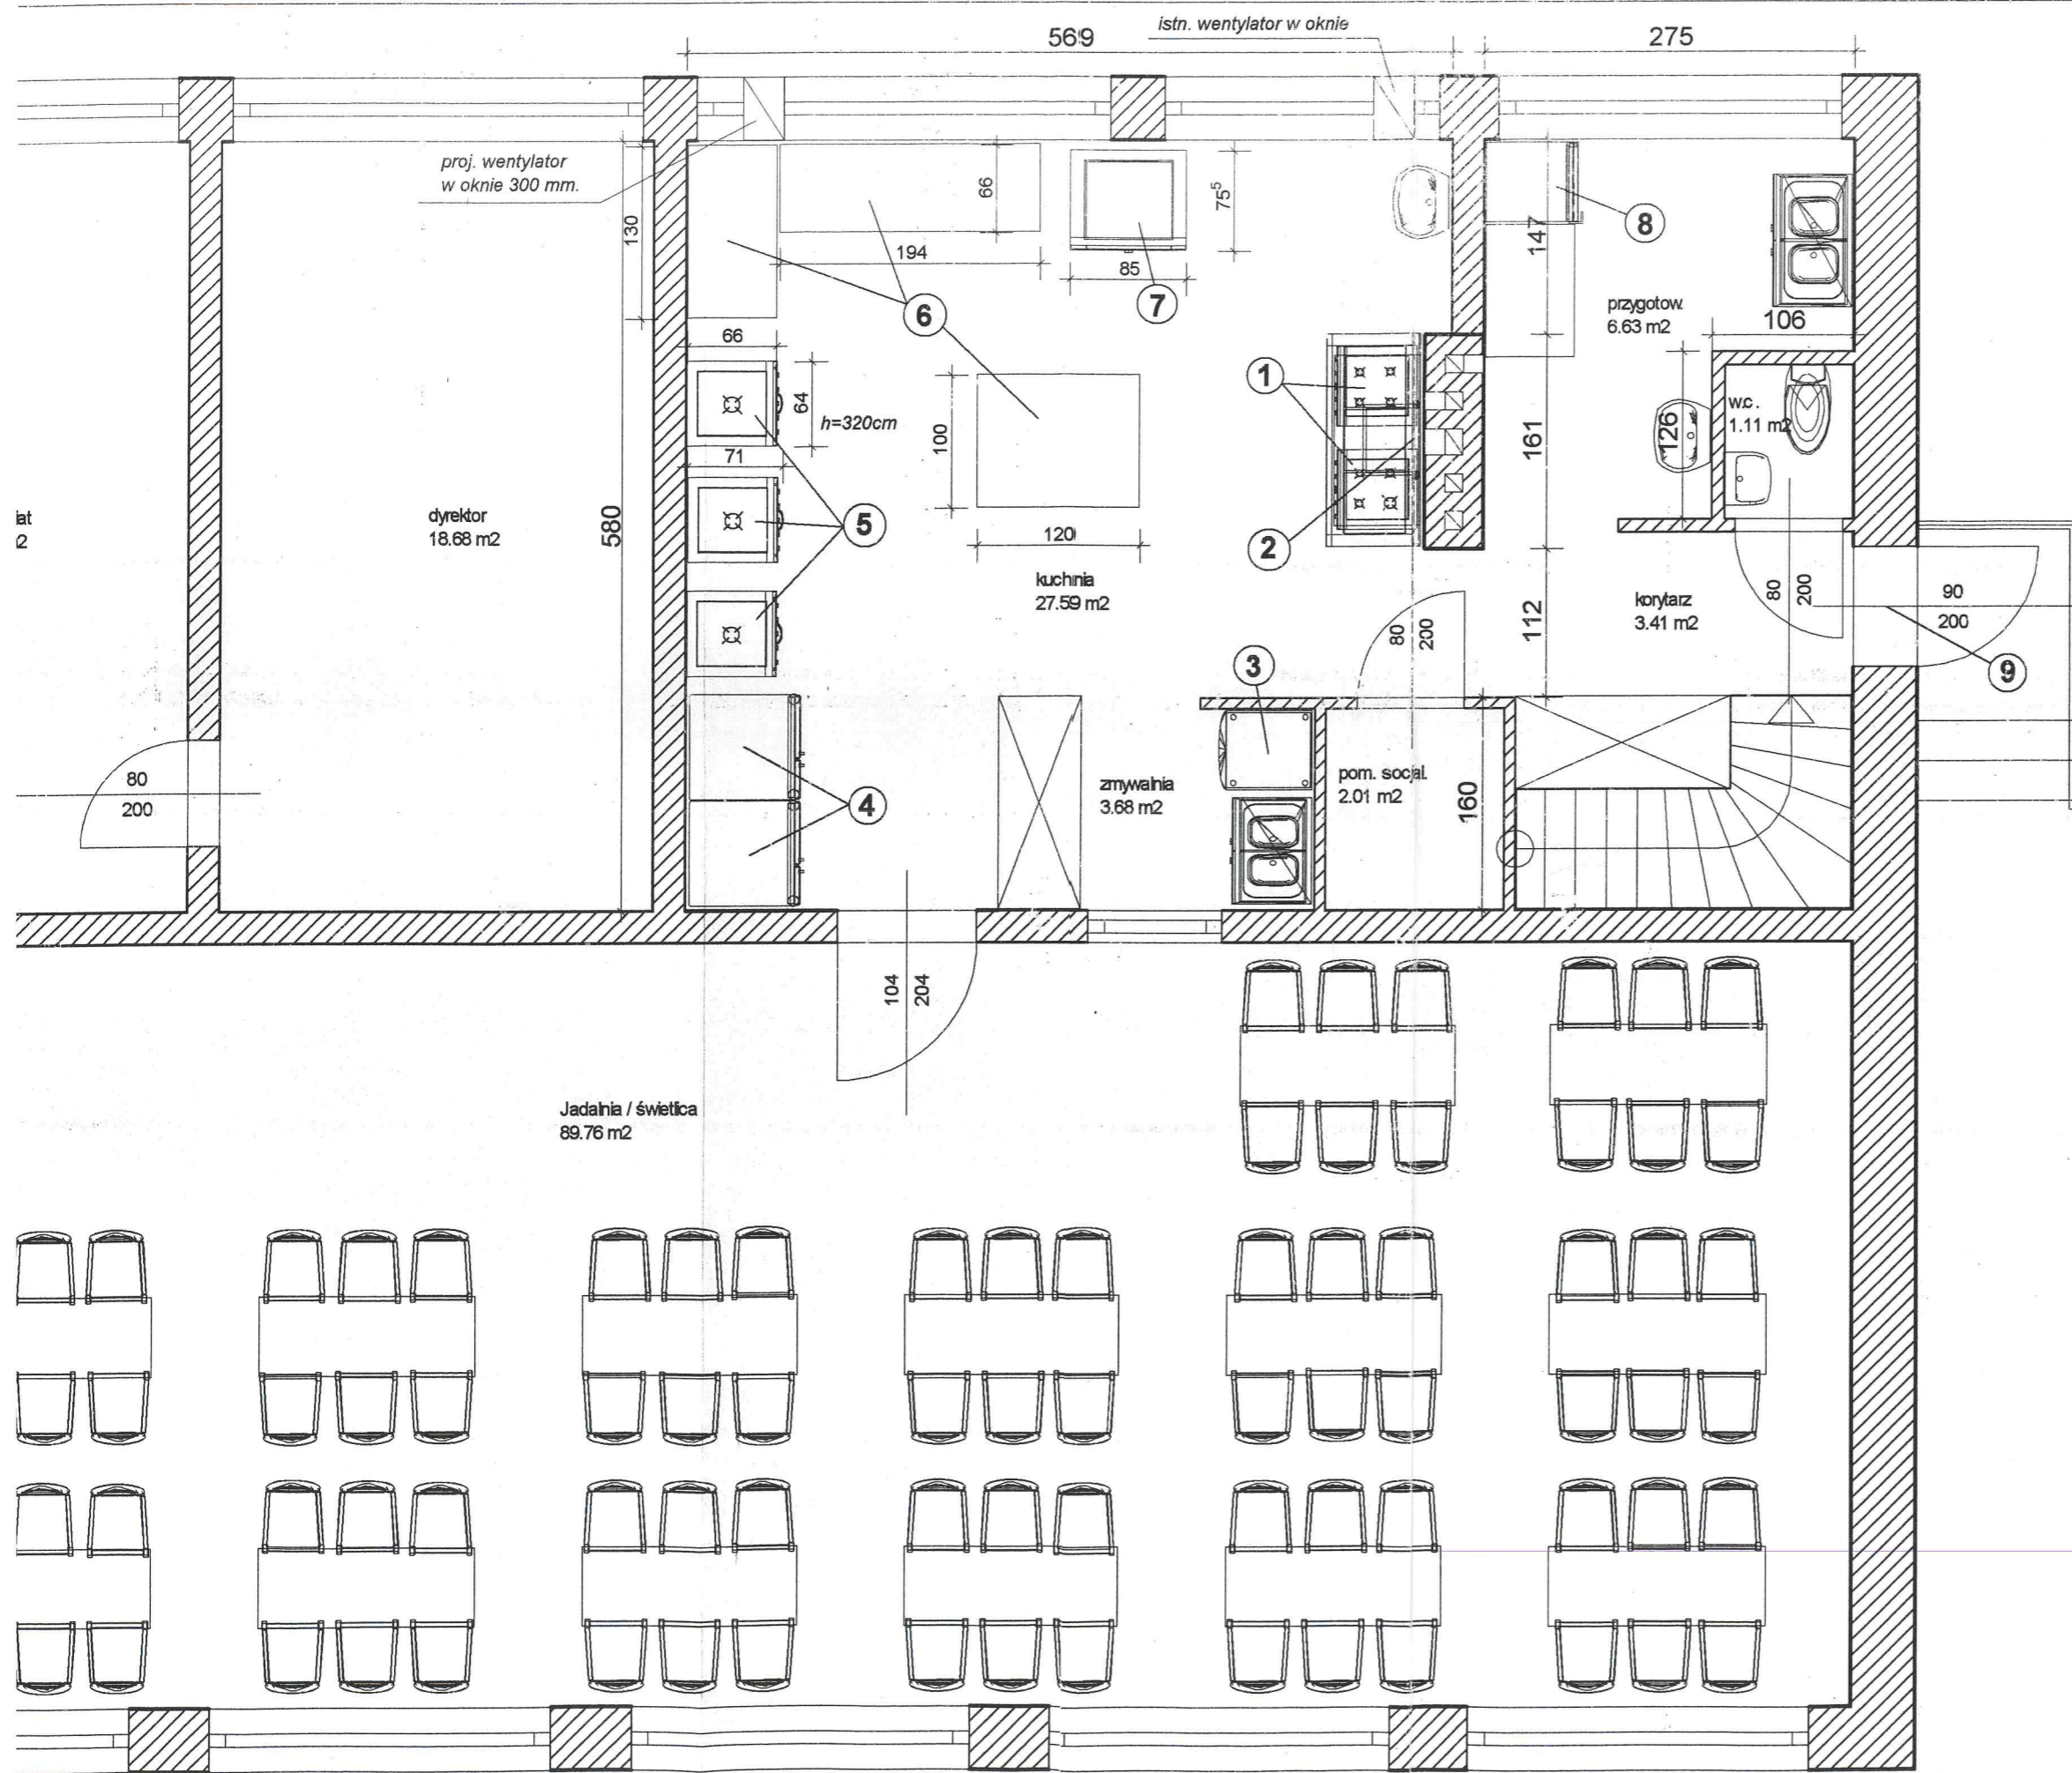 istn. wentylator w oknie
569
275
proj. wentylator
w oknie 300 mm.
130
66
194
75⁵
85
7
6
147
8
przygotow.
6.63 m2
106
66
64
h=320cm
71
100
120
1
2
161
126
w.c.
1.11 m2
iat
2
dyrektor
18.68 m2
580
5
kuchnia
27.59 m2
80
200
112
korytarz
3.41 m2
80
200
90
200
9
3
80
200
4
zmywalnia
3.68 m2
pom. socjal.
2.01 m2
160
104
204
Jadalnia / świetlica
89.76 m2